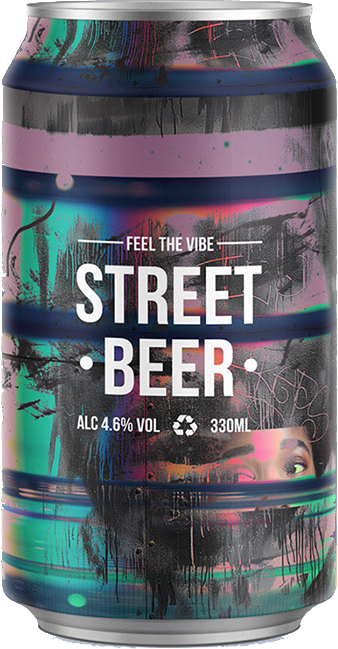 FEEL THE VIBE
STREET
• BEER •
ALC 4.6% VOL ♻ 330ML